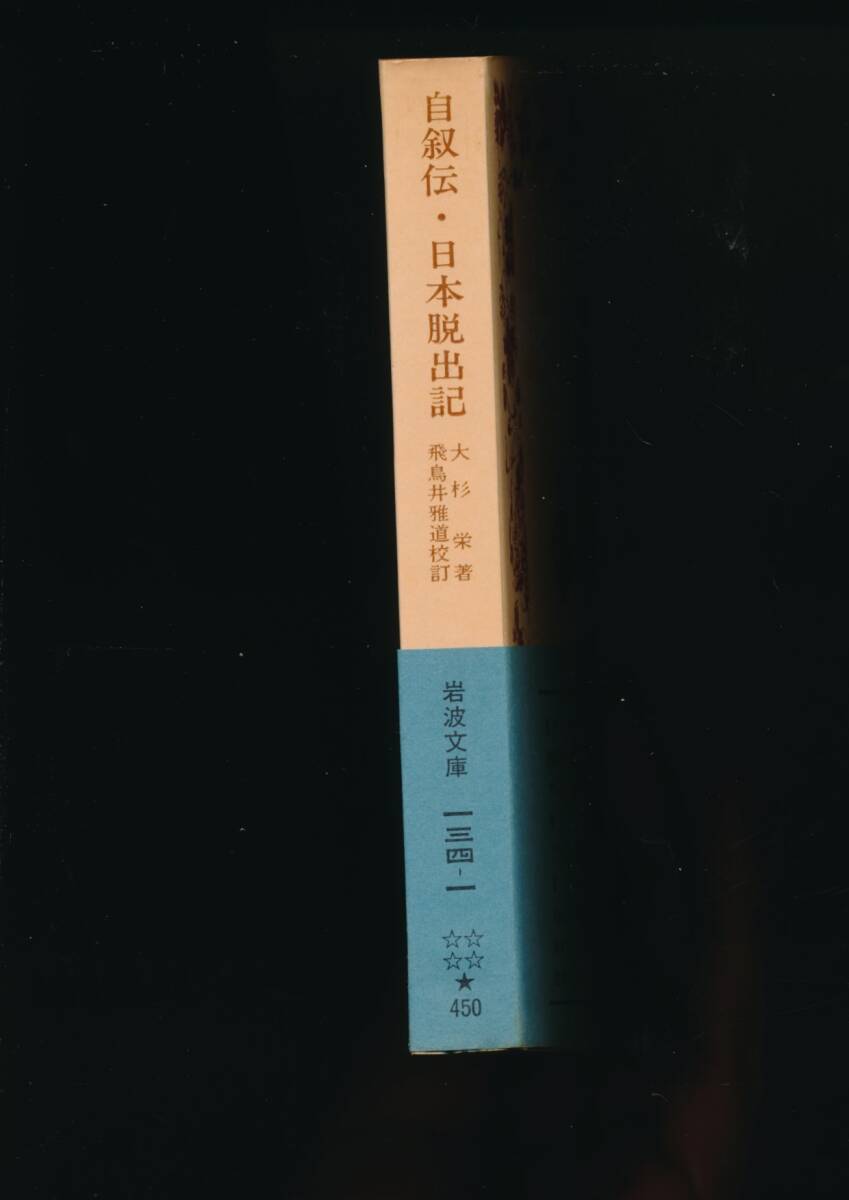 自叙伝・日本脱出記
大杉栄著
飛鳥井雅道校訂
岩波文庫
一三四-一
☆☆
☆☆
★
450